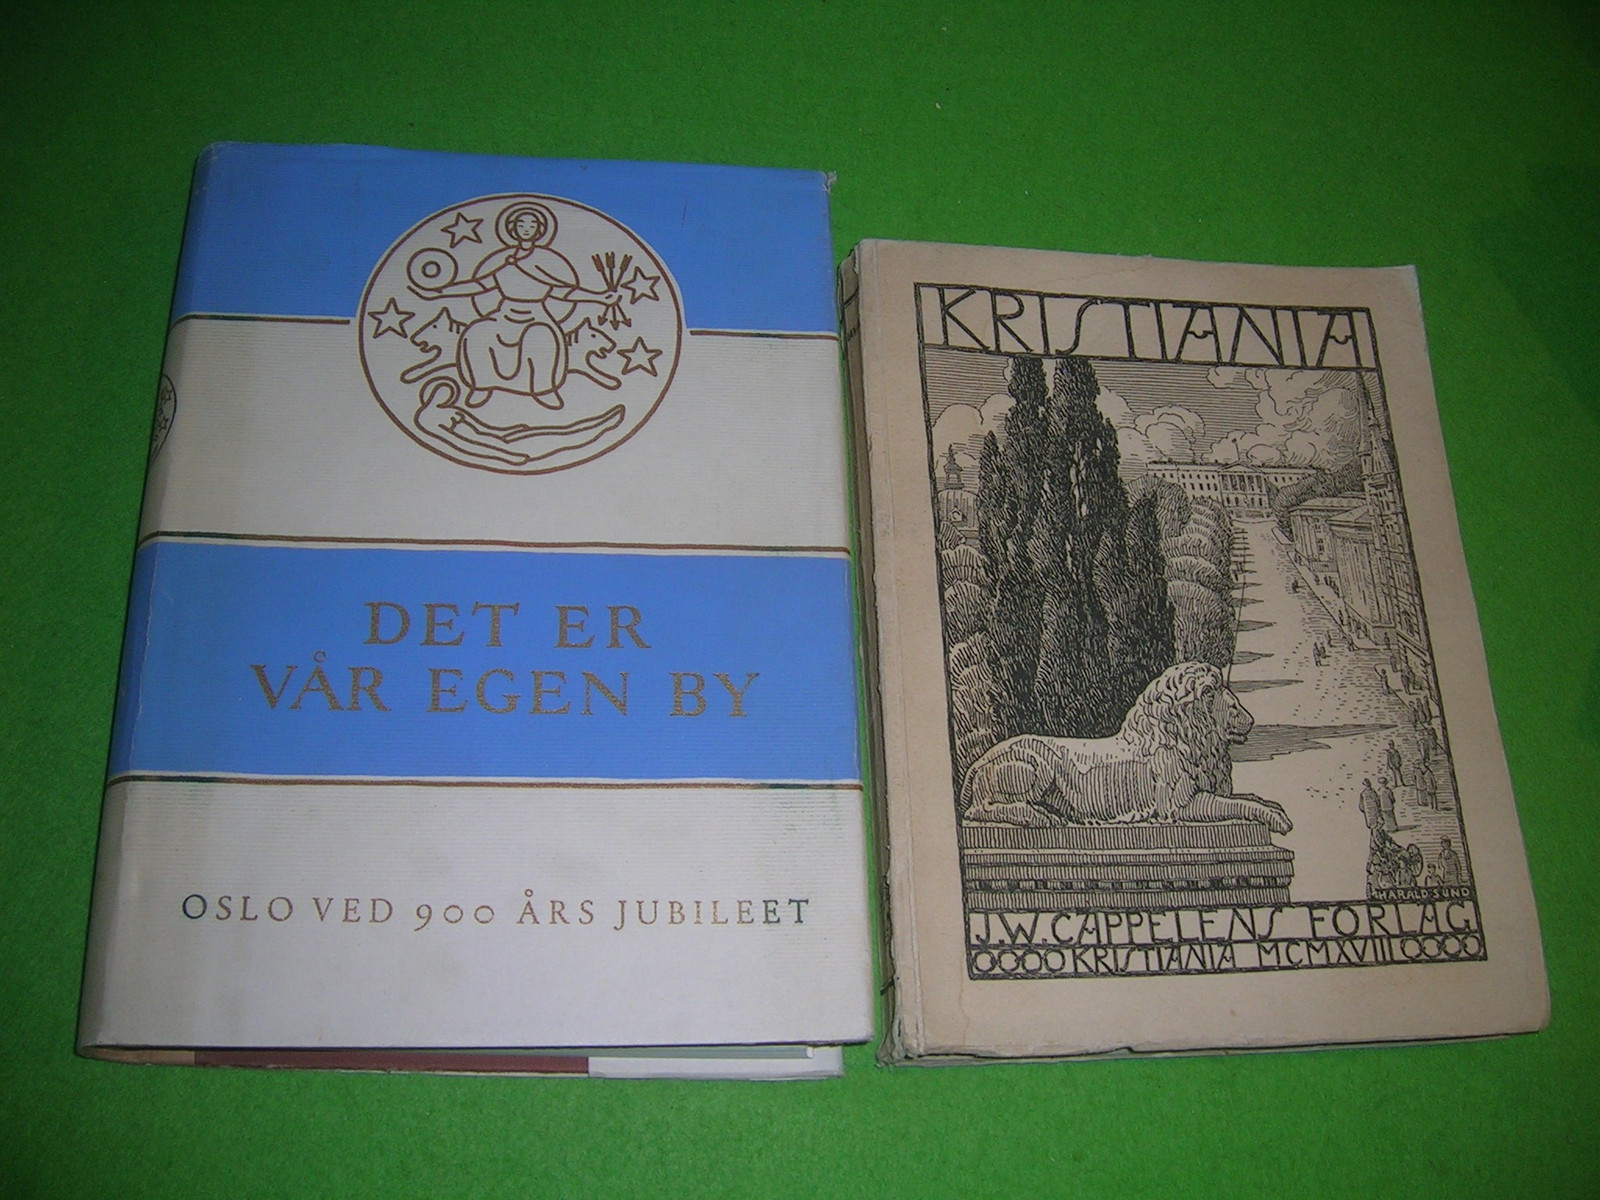 DET ER
VÅR EGEN BY
OSLO VED 900 ÅRS JUBILEET
KRISTIANIA
HARALD·SUND
J.W. CAPPELENS FORLAG
KRISTIANIA MCMXVIII